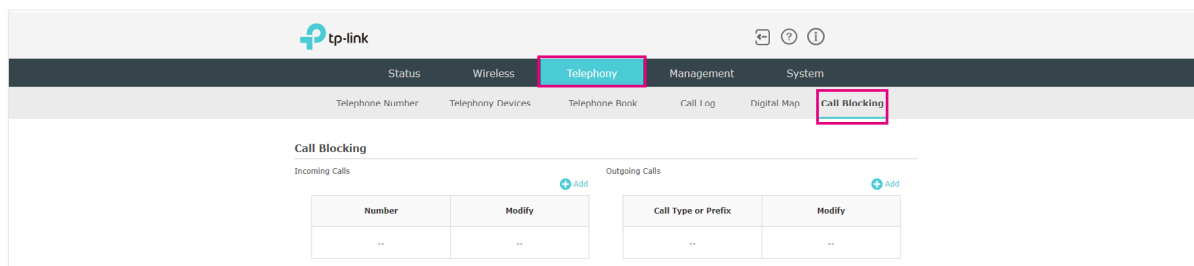 tp-link
Status Wireless Telephony Management System
Telephone Number Telephony Devices Telephone Book Call Log Digital Map Call Blocking
Call Blocking
Incoming Calls Outgoing Calls
Add Add
Number Modify Call Type or Prefix Modify
-- -- -- --